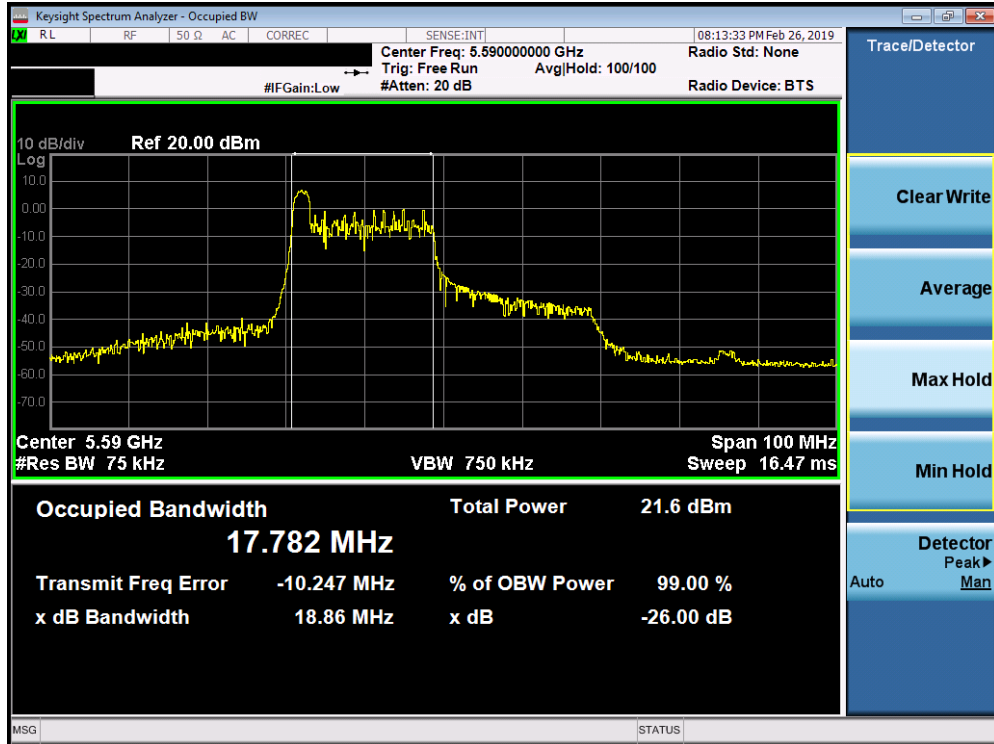 Keysight Spectrum Analyzer - Occupied BW
LXI RL RF 50 Ω AC CORREC SENSE:INT 08:13:33 PM Feb 26, 2019
Center Freq: 5.590000000 GHz Radio Std: None
Trig: Free Run Avg|Hold: 100/100
#IFGain:Low #Atten: 20 dB Radio Device: BTS
10 dB/div Ref 20.00 dBm
Log
10.0
0.00
-10.0
-20.0
-30.0
-40.0
-50.0
-60.0
-70.0
Center 5.59 GHz Span 100 MHz
#Res BW 75 kHz VBW 750 kHz Sweep 16.47 ms
Occupied Bandwidth Total Power 21.6 dBm
17.782 MHz
Transmit Freq Error -10.247 MHz % of OBW Power 99.00 %
x dB Bandwidth 18.86 MHz x dB -26.00 dB
MSG STATUS
Trace/Detector
Clear Write
Average
Max Hold
Min Hold
Detector
Peak▶
Auto Man